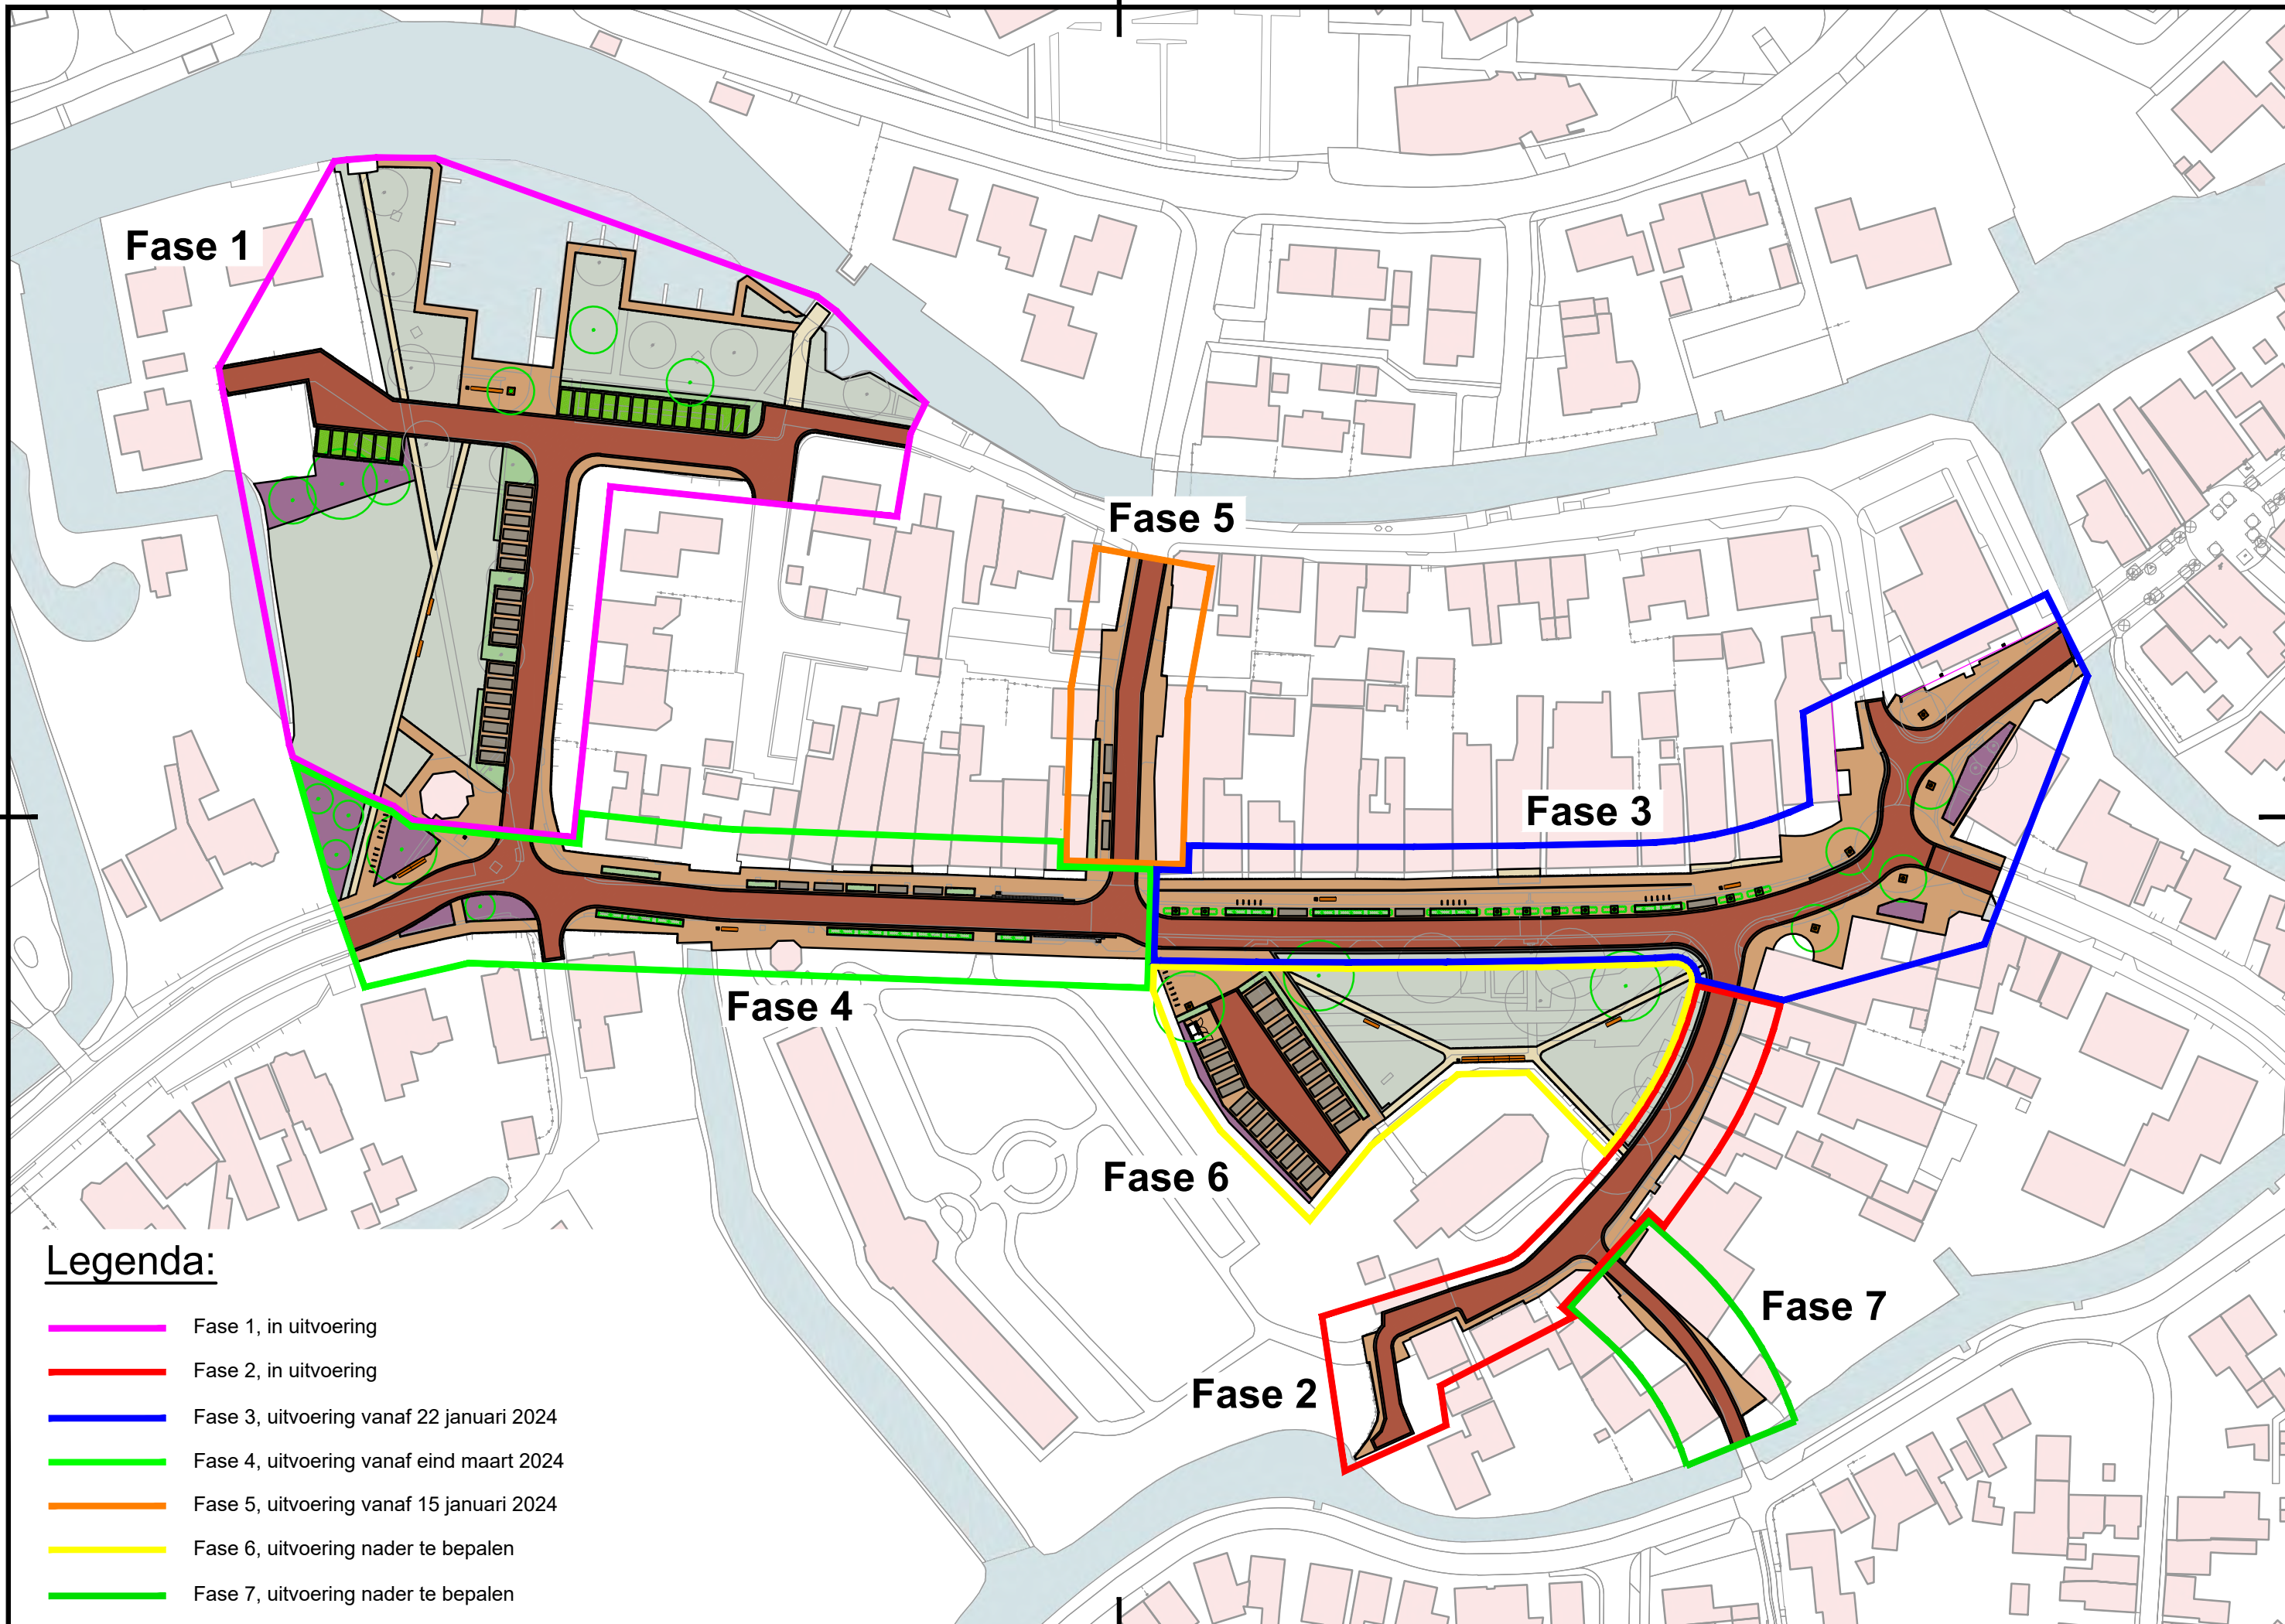 Fase 1
Fase 5
Fase 3
Fase 4
Fase 6
Fase 7
Fase 2
Legenda:
Fase 1, in uitvoering
Fase 2, in uitvoering
Fase 3, uitvoering vanaf 22 januari 2024
Fase 4, uitvoering vanaf eind maart 2024
Fase 5, uitvoering vanaf 15 januari 2024
Fase 6, uitvoering nader te bepalen
Fase 7, uitvoering nader te bepalen